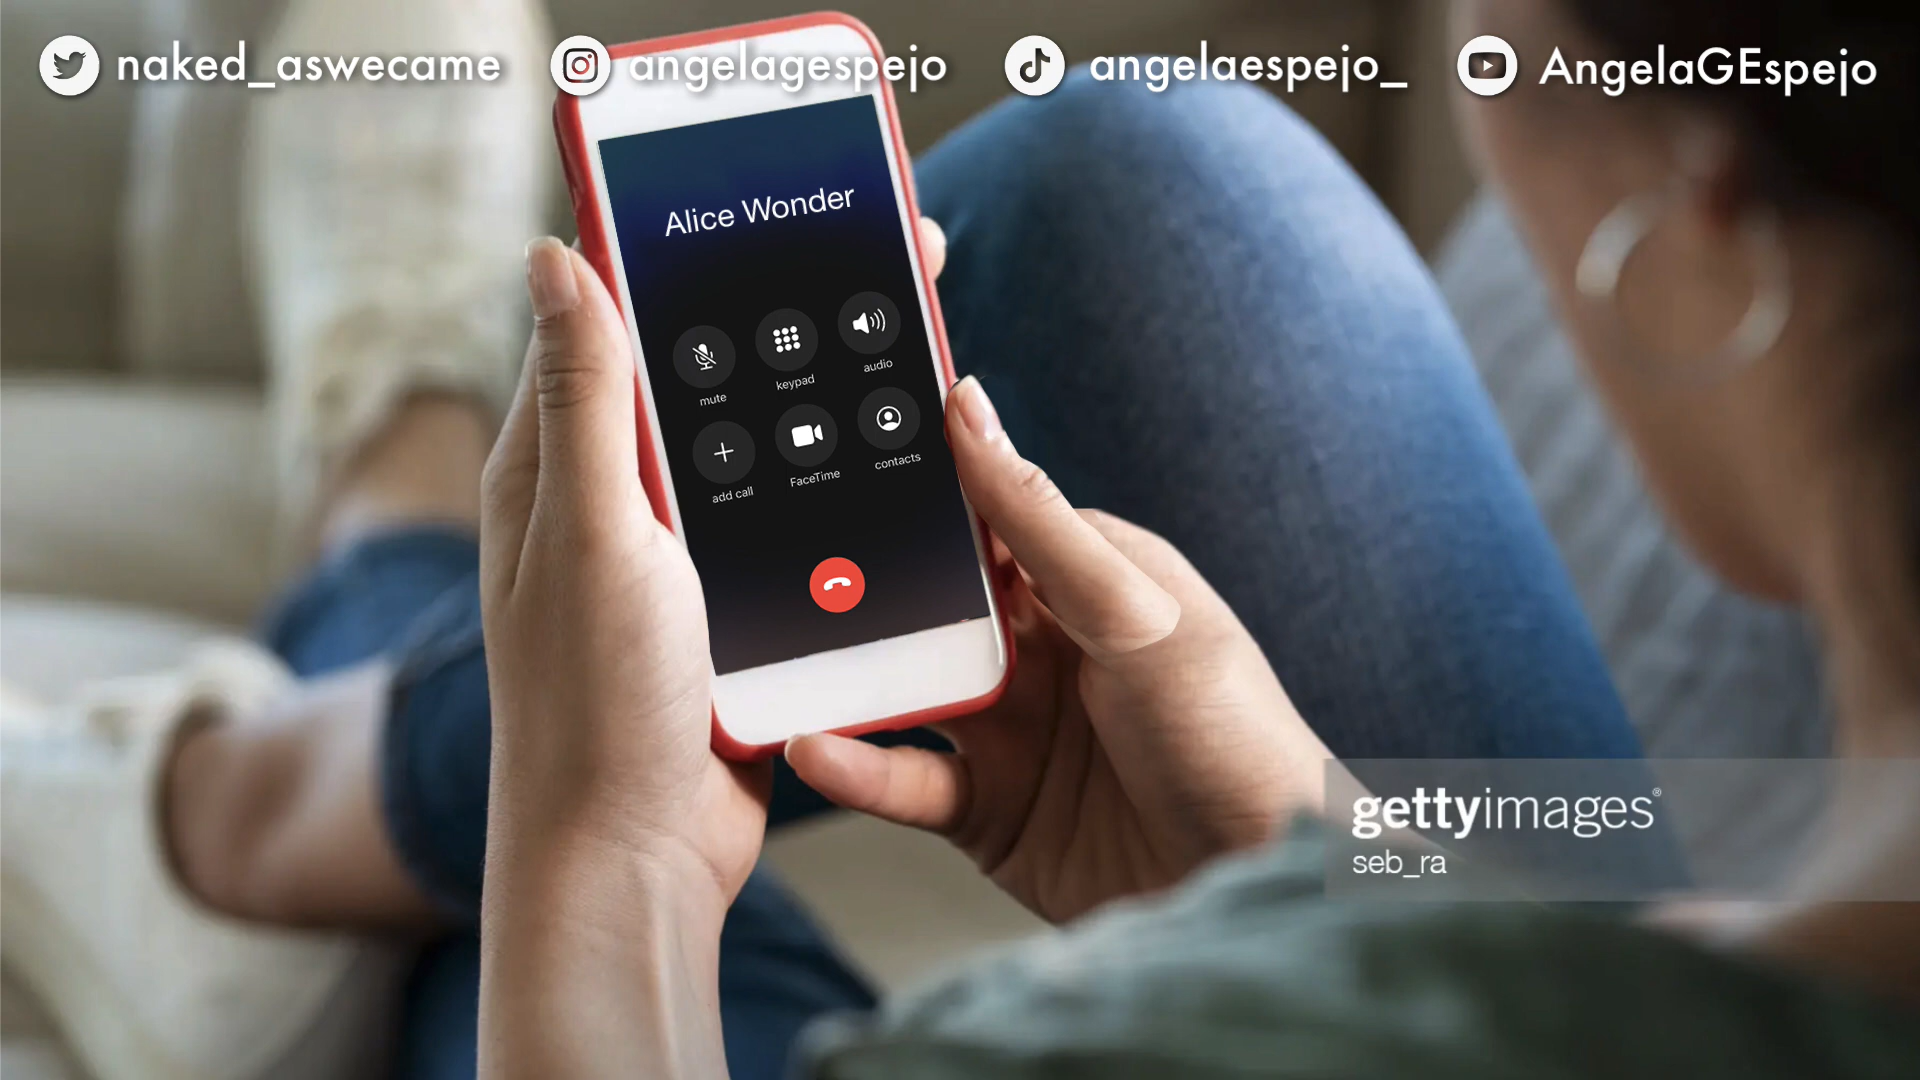 naked_aswecame angelagespejo angelaespejo_ AngelaGEspejo
Alice Wonder
mute keypad audio
add call FaceTime contacts
gettyimages®
seb_ra